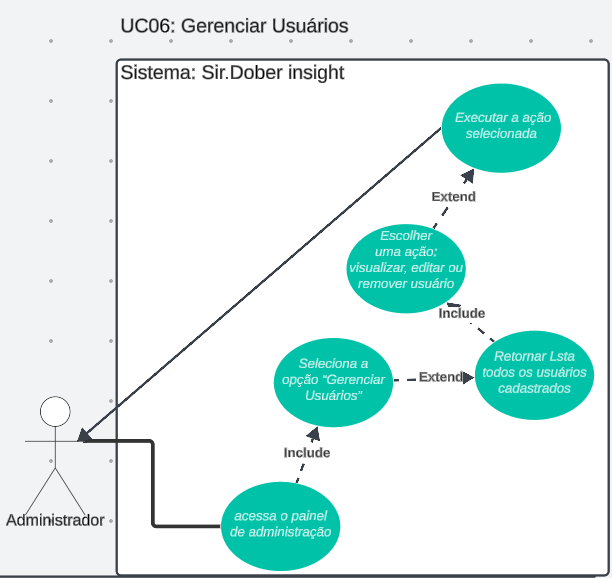 UC06: Gerenciar Usuários
Sistema: Sir.Dober insight
Executar a ação
selecionada
Extend
Escolher
uma ação:
visualizar, editar ou
remover usuário
Include
Retornar Lsta
todos os usuários
cadastrados
Seleciona a
opção “Gerenciar
Usuários”
Extend
Include
acessa o painel
de administração
Administrador